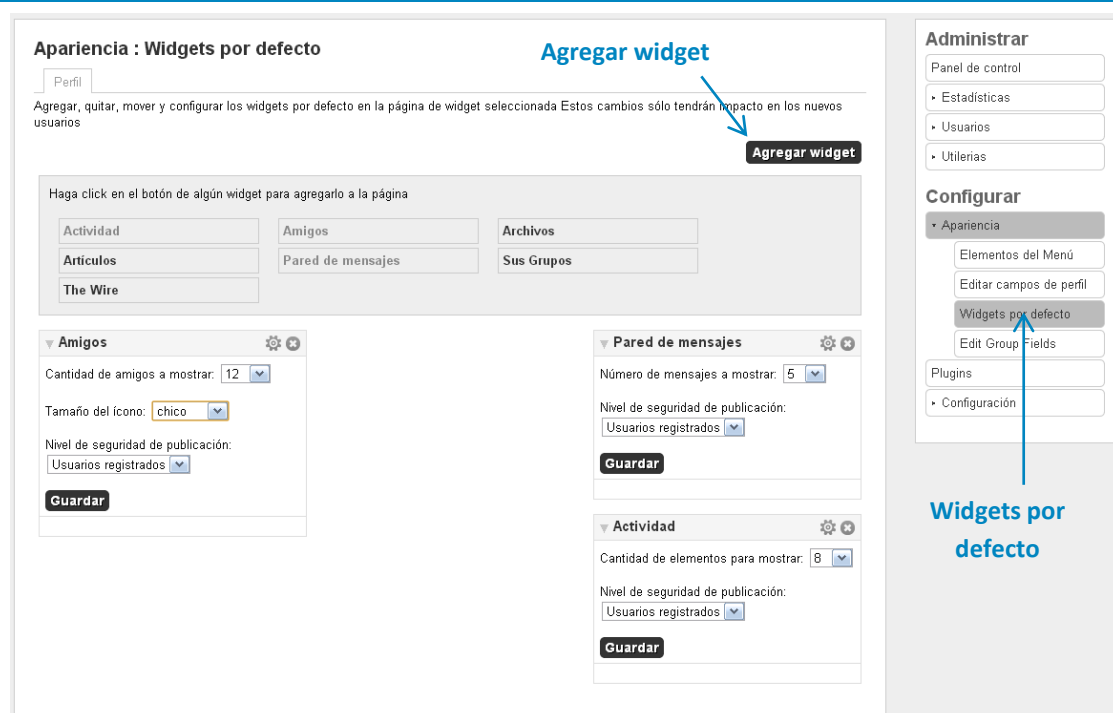 Apariencia : Widgets por defecto
Agregar widget
Perfil
Agregar, quitar, mover y configurar los widgets por defecto en la página de widget seleccionada Estos cambios sólo tendrán impacto en los nuevos
usuarios
Agregar widget
Haga click en el botón de algún widget para agregarlo a la página
Actividad
Amigos
Archivos
Artículos
Pared de mensajes
Sus Grupos
The Wire
Amigos
Cantidad de amigos a mostrar: 12
Tamaño del ícono: chico
Nivel de seguridad de publicación:
Usuarios registrados
Guardar
Pared de mensajes
Número de mensajes a mostrar: 5
Nivel de seguridad de publicación:
Usuarios registrados
Guardar
Actividad
Cantidad de elementos para mostrar: 8
Nivel de seguridad de publicación:
Usuarios registrados
Guardar
Administrar
Panel de control
Estadísticas
Usuarios
Utilerias
Configurar
Apariencia
Elementos del Menú
Editar campos de perfil
Widgets por defecto
Edit Group Fields
Plugins
Configuración
Widgets por
defecto